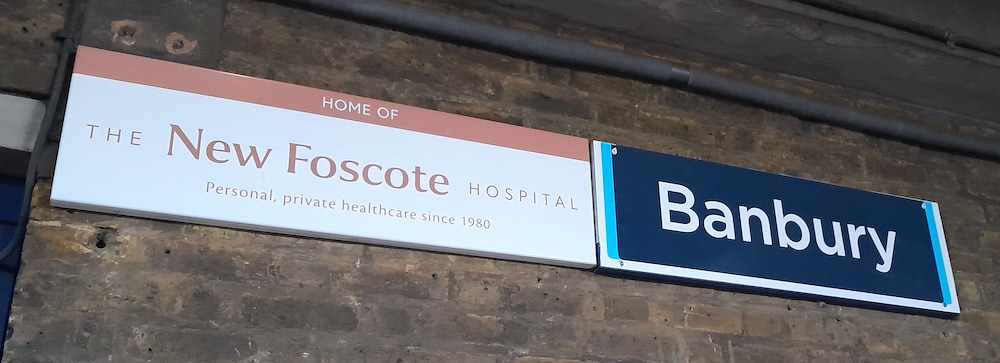 HOME OF
THE New Foscote HOSPITAL
Personal, private healthcare since 1980
Banbury